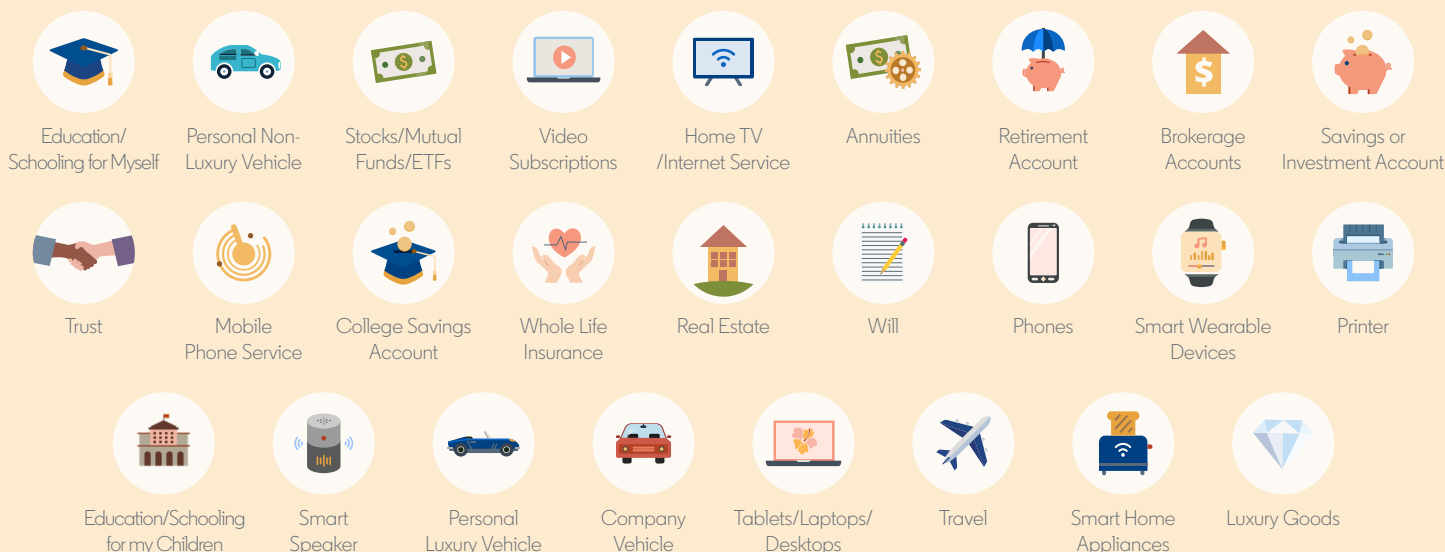 Education/
Schooling for Myself
Personal Non-
Luxury Vehicle
Stocks/Mutual
Funds/ETFs
Video
Subscriptions
Home TV
/Internet Service
Annuities
Retirement
Account
Brokerage
Accounts
Savings or
Investment Account
Trust
Mobile
Phone Service
College Savings
Account
Whole Life
Insurance
Real Estate
Will
Phones
Smart Wearable
Devices
Printer
Education/Schooling
for my Children
Smart
Speaker
Personal
Luxury Vehicle
Company
Vehicle
Tablets/Laptops/
Desktops
Travel
Smart Home
Appliances
Luxury Goods